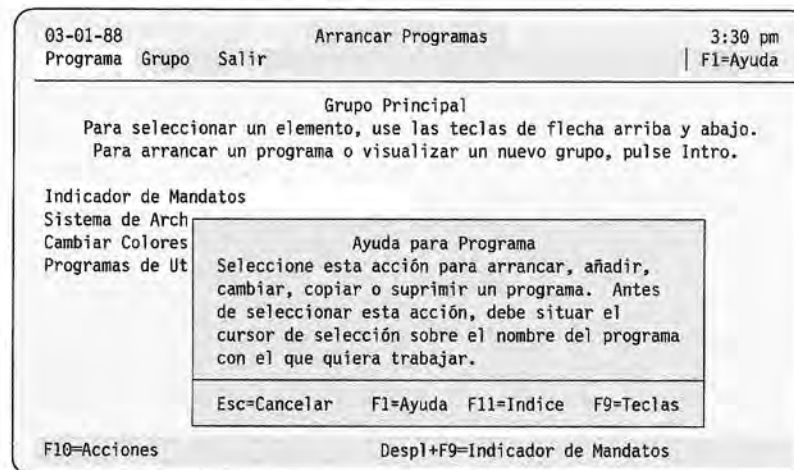 03-01-88 Arrancar Programas 3:30 pm
Programa Grupo Salir | F1=Ayuda
Grupo Principal
Para seleccionar un elemento, use las teclas de flecha arriba y abajo.
Para arrancar un programa o visualizar un nuevo grupo, pulse Intro.
Indicador de Mandatos
Sistema de Arch
Cambiar Colores
Programas de Ut
Ayuda para Programa
Seleccione esta acción para arrancar, añadir,
cambiar, copiar o suprimir un programa. Antes
de seleccionar esta acción, debe situar el
cursor de selección sobre el nombre del programa
con el que quiera trabajar.
Esc=Cancelar F1=Ayuda F11=Indice F9=Teclas
F10=Acciones Despl+F9=Indicador de Mandatos